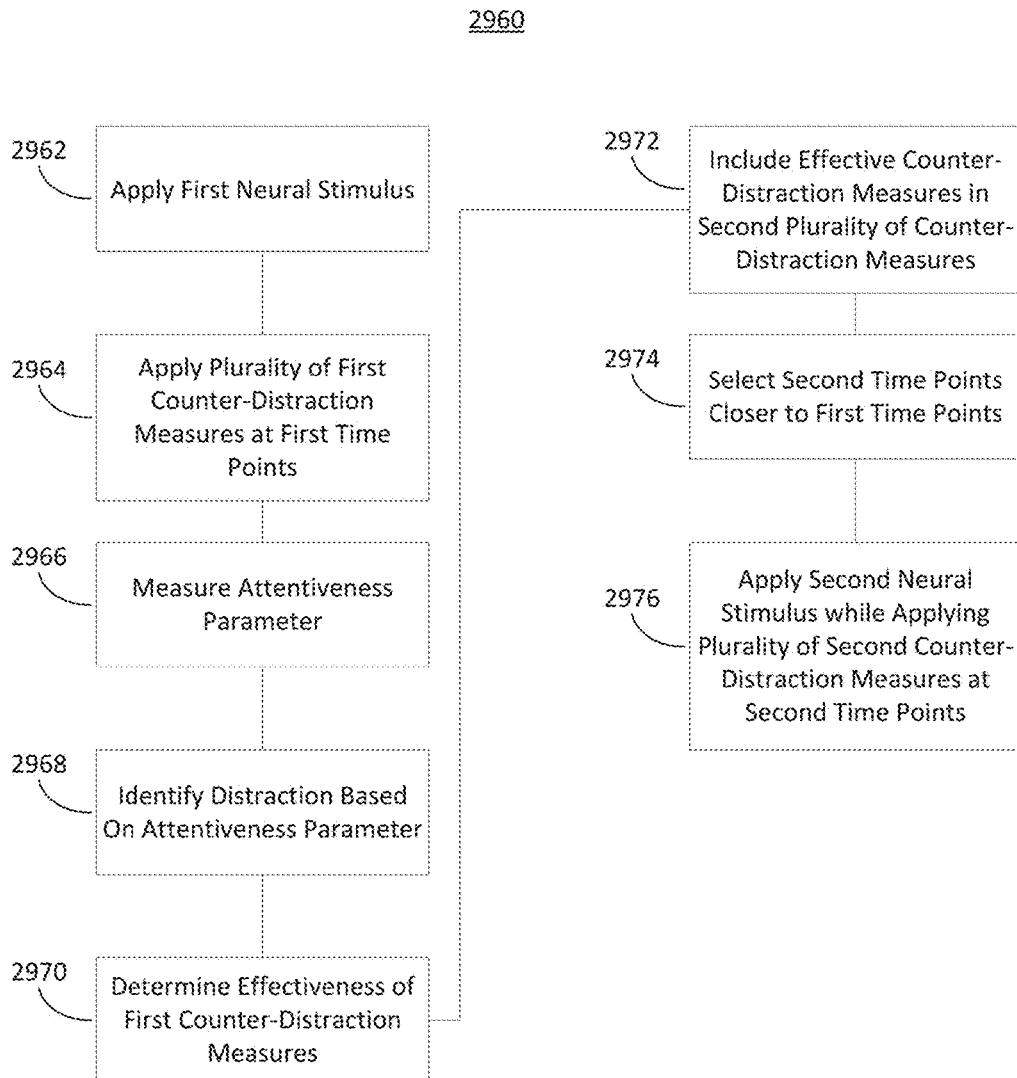 2960
2962
Apply First Neural Stimulus
2964
Apply Plurality of First
Counter-Distraction
Measures at First Time
Points
2966
Measure Attentiveness
Parameter
2968
Identify Distraction Based
On Attentiveness Parameter
2970
Determine Effectiveness of
First Counter-Distraction
Measures
2972
Include Effective Counter-
Distraction Measures in
Second Plurality of Counter-
Distraction Measures
2974
Select Second Time Points
Closer to First Time Points
2976
Apply Second Neural
Stimulus while Applying
Plurality of Second Counter-
Distraction Measures at
Second Time Points